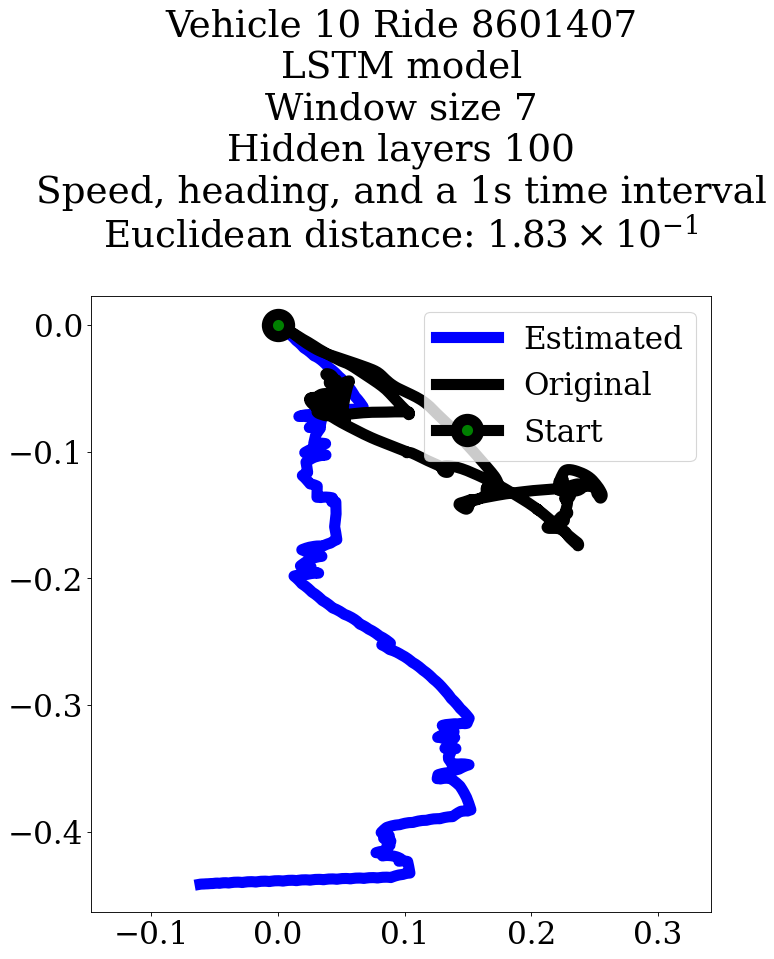 Vehicle 10 Ride 8601407
LSTM model
Window size 7
Hidden layers 100
Speed, heading, and a 1s time interval
Euclidean distance: 1.83 × 10⁻¹
Estimated
Original
Start
0.0
−0.1
−0.2
−0.3
−0.4
−0.1 0.0 0.1 0.2 0.3